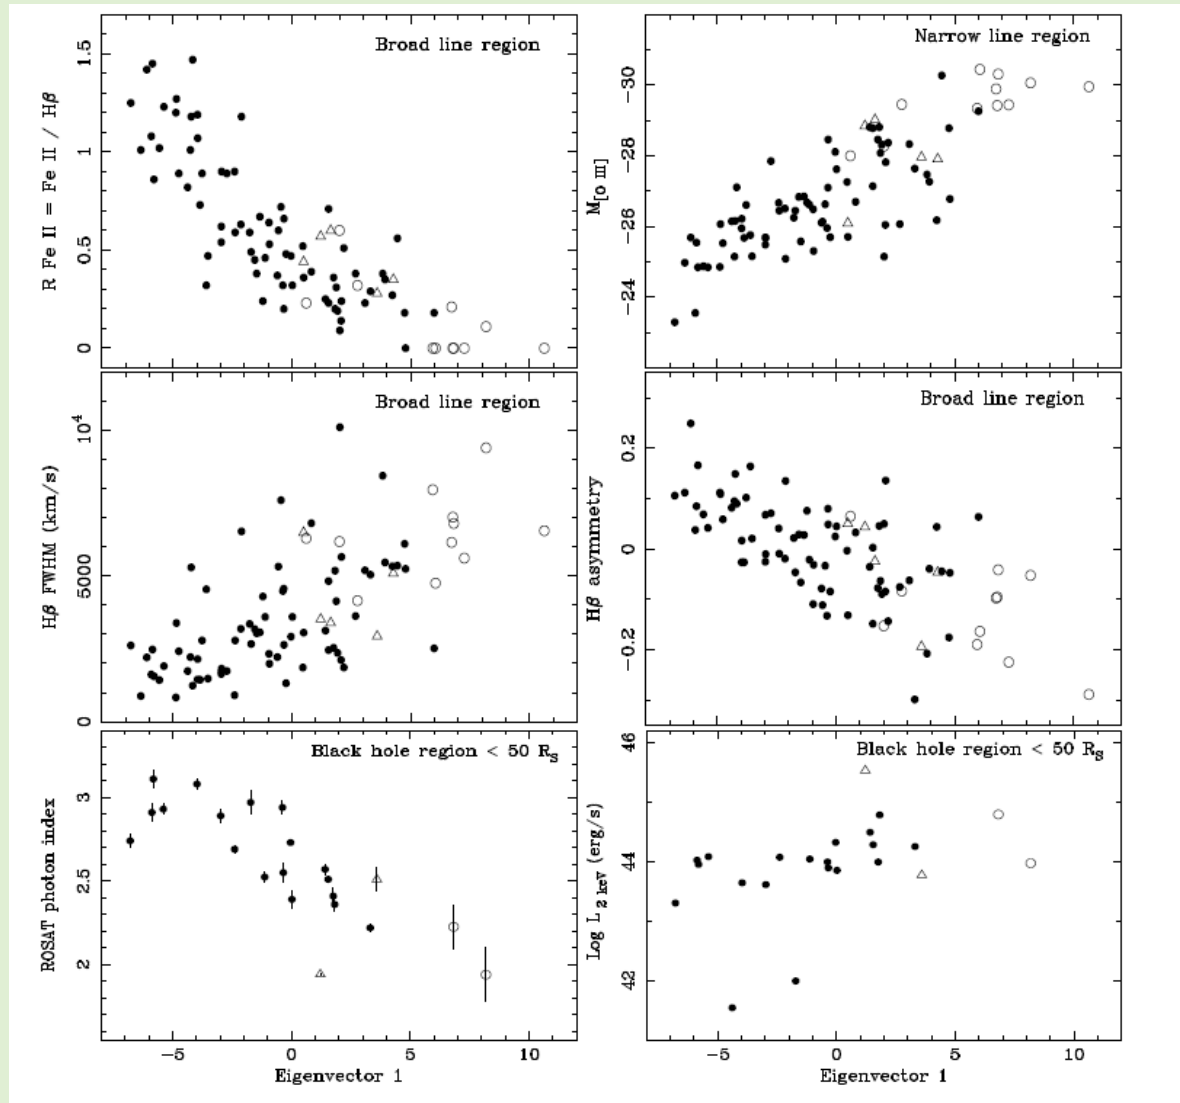 Broad line region
R Fe II = Fe II / Hβ
1.5
1
0.5
0
Narrow line region
M[O III]
−30
−28
−26
−24
Broad line region
Hβ FWHM (km/s)
10⁴
5000
0
Broad line region
Hβ asymmetry
0.2
0
−0.2
Black hole region < 50 R_S
ROSAT photon index
3
2.5
2
−5 0 5 10
Eigenvector 1
Black hole region < 50 R_S
Log L_2 kev (erg/s)
46
44
42
−5 0 5 10
Eigenvector 1